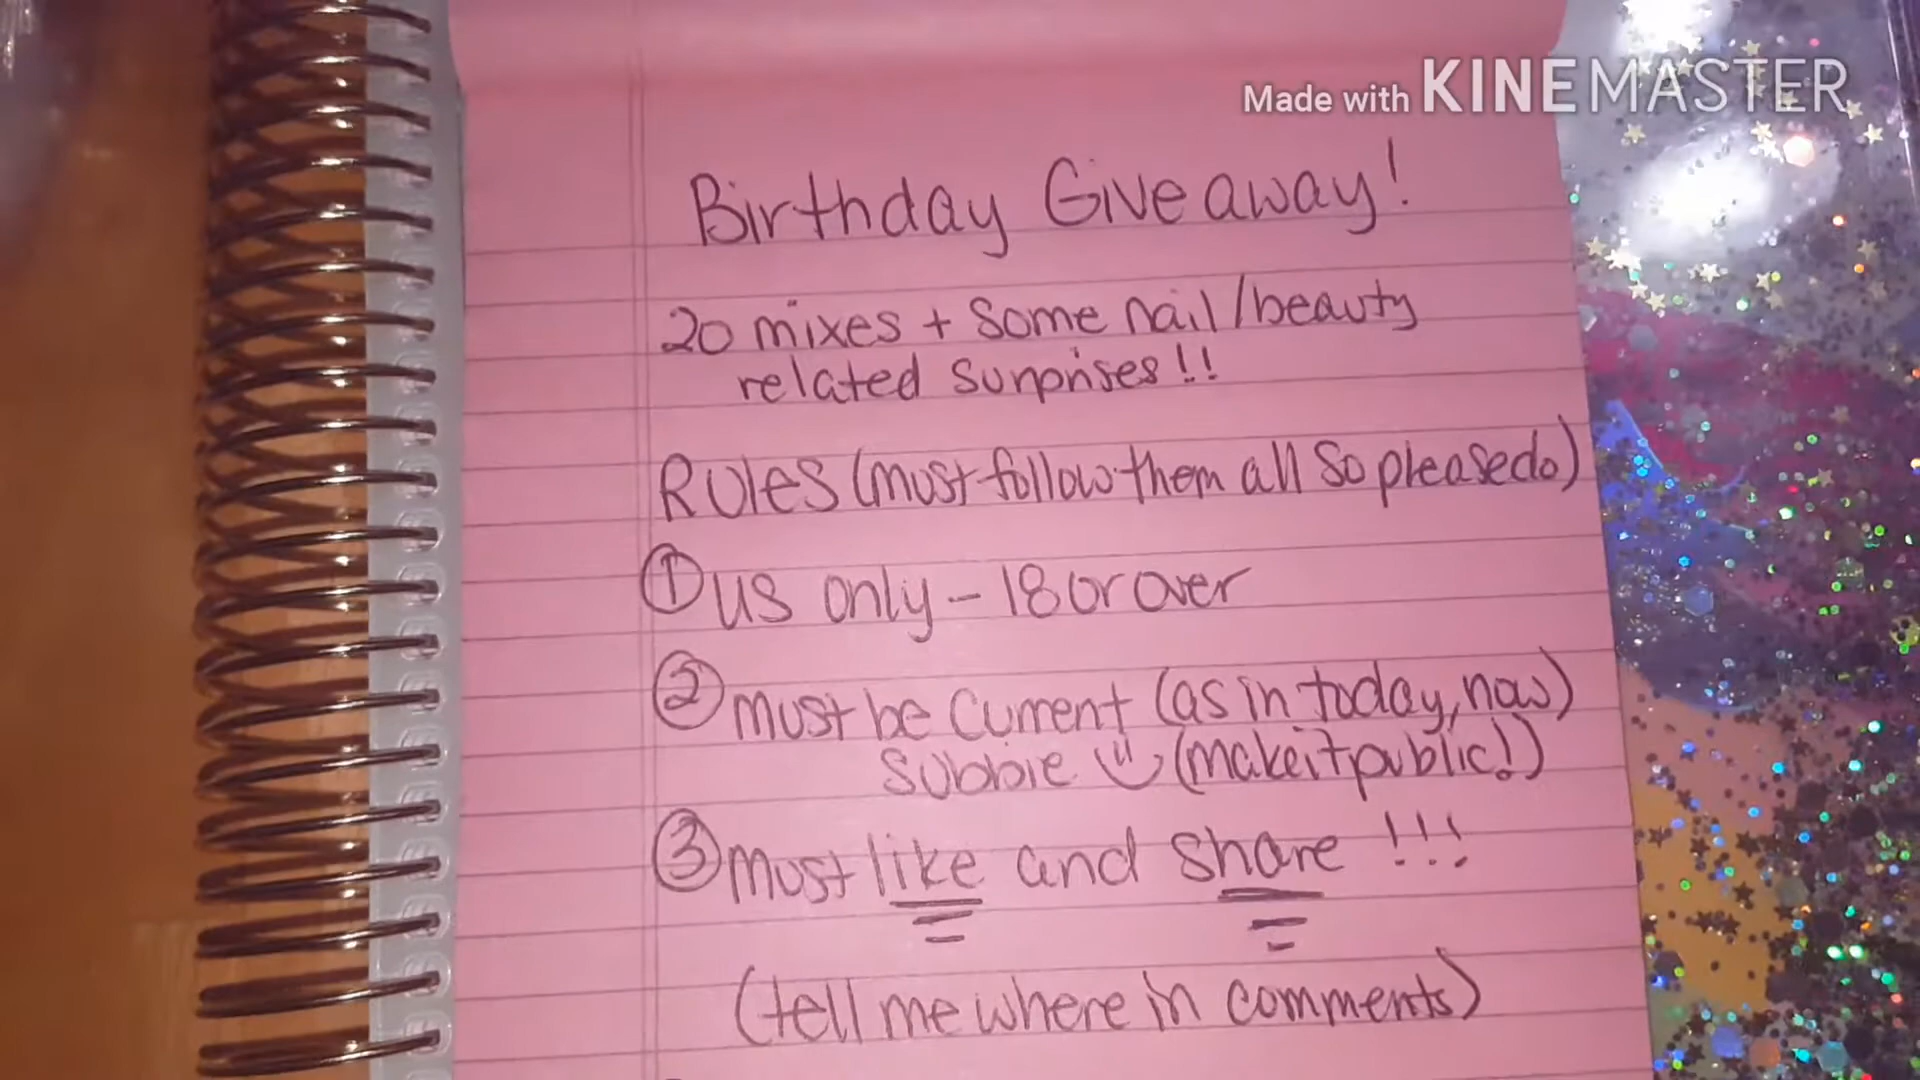 Made with KINEMASTER
Birthday Giveaway!
20 mixes + Some nail/beauty
related surprises!!
RULES (must follow them all so please do)
① US only - 18 or over
② must be current (as in today, now)
subbie (make it public!)
③ must like and share !!!
(tell me where in comments)